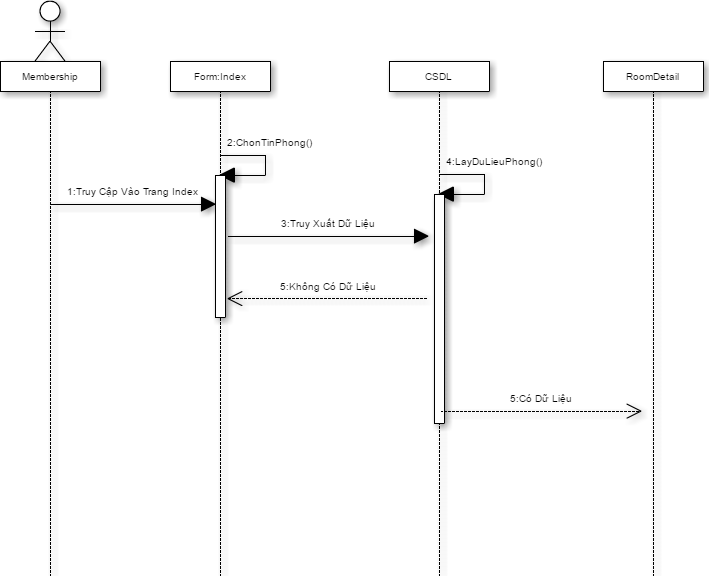 Membership
Form:Index
CSDL
RoomDetail
2:ChonTinPhong()
4:LayDuLieuPhong()
1:Truy Cập Vào Trang Index
3:Truy Xuất Dữ Liệu
5:Không Có Dữ Liệu
5:Có Dữ Liệu